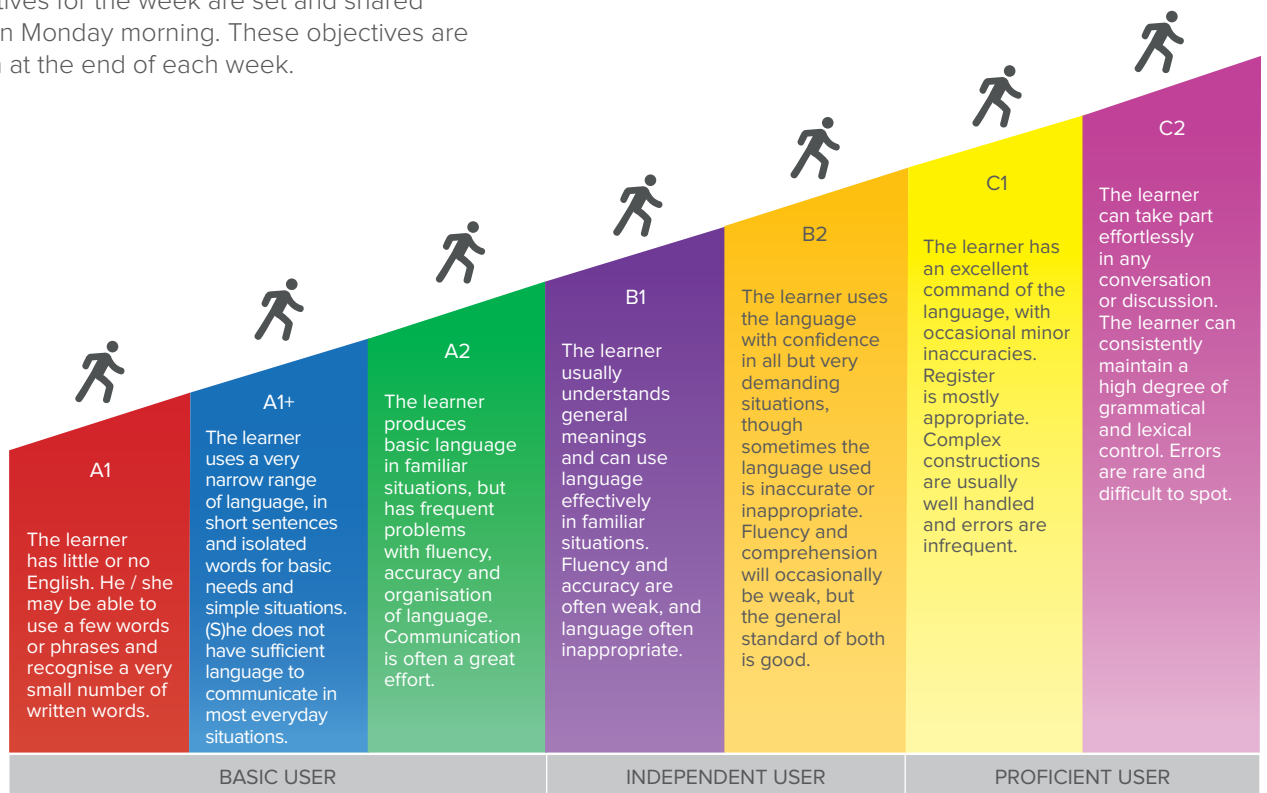 tives for the week are set and shared
n Monday morning. These objectives are
at the end of each week.
A1
The learner
has little or no
English. He / she
may be able to
use a few words
or phrases and
recognise a very
small number of
written words.
A1+
The learner
uses a very
narrow range
of language, in
short sentences
and isolated
words for basic
needs and
simple situations.
(S)he does not
have sufficient
language to
communicate in
most everyday
situations.
A2
The learner
produces
basic language
in familiar
situations, but
has frequent
problems
with fluency,
accuracy and
organisation
of language.
Communication
is often a great
effort.
B1
The learner
usually
understands
general
meanings
and can use
language
effectively
in familiar
situations.
Fluency and
accuracy are
often weak, and
language often
inappropriate.
B2
The learner uses
the language
with confidence
in all but very
demanding
situations,
though
sometimes the
language used
is inaccurate or
inappropriate.
Fluency and
comprehension
will occasionally
be weak, but
the general
standard of both
is good.
C1
The learner has
an excellent
command of the
language, with
occasional minor
inaccuracies.
Register
is mostly
appropriate.
Complex
constructions
are usually
well handled
and errors are
infrequent.
C2
The learner
can take part
effortlessly
in any
conversation
or discussion.
The learner can
consistently
maintain a
high degree of
grammatical
and lexical
control. Errors
are rare and
difficult to spot.
BASIC USER
INDEPENDENT USER
PROFICIENT USER